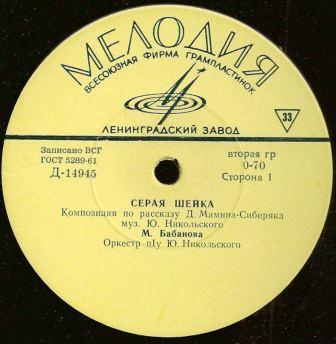 МЕЛОДИЯ
ВСЕСОЮЗНАЯ ФИРМА ГРАМПЛАСТИНОК
ЛЕНИНГРАДСКИЙ ЗАВОД
33
Записано ВСГ
ГОСТ 5289-61
Д-14945
вторая гр
0-70
Сторона 1
СЕРАЯ ШЕЙКА
Композиция по рассказу Д. Мамина-Сибиряка
муз. Ю. Никольского
М. Бабанова
Оркестр п/у Ю. Никольского